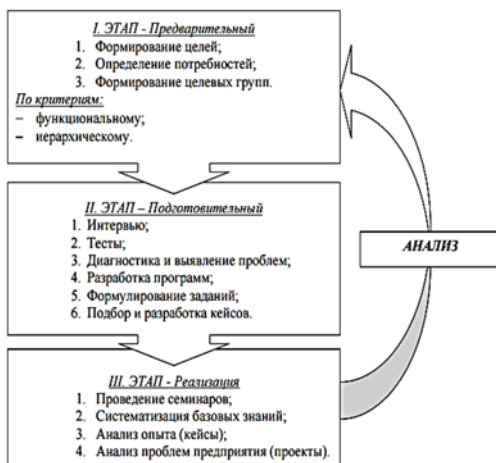 I. ЭТАП - Предварительный
1. Формирование целей;
2. Определение потребностей;
3. Формирование целевых групп.
По критериям:
– функциональному;
– иерархическому.
II. ЭТАП – Подготовительный
1. Интервью;
2. Тесты;
3. Диагностика и выявление проблем;
4. Разработка программ;
5. Формулирование заданий;
6. Подбор и разработка кейсов.
АНАЛИЗ
III. ЭТАП - Реализация
1. Проведение семинаров;
2. Систематизация базовых знаний;
3. Анализ опыта (кейсы);
4. Анализ проблем предприятия (проекты).